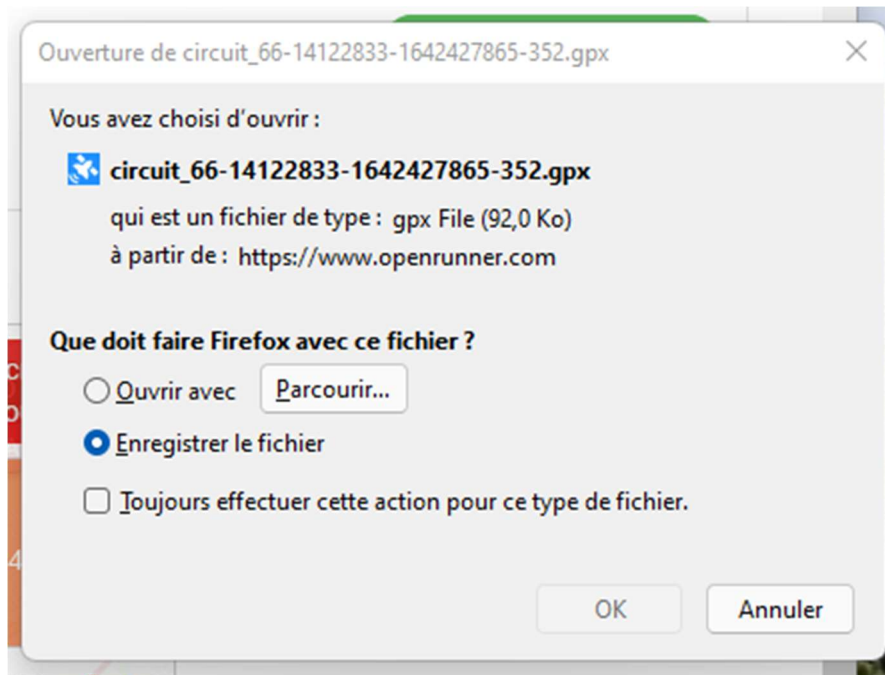 Ouverture de circuit_66-14122833-1642427865-352.gpx
Vous avez choisi d'ouvrir :
circuit_66-14122833-1642427865-352.gpx
qui est un fichier de type : gpx File (92,0 Ko)
à partir de : https://www.openrunner.com
Que doit faire Firefox avec ce fichier ?
Ouvrir avec Parcourir...
Enregistrer le fichier
Toujours effectuer cette action pour ce type de fichier.
OK Annuler